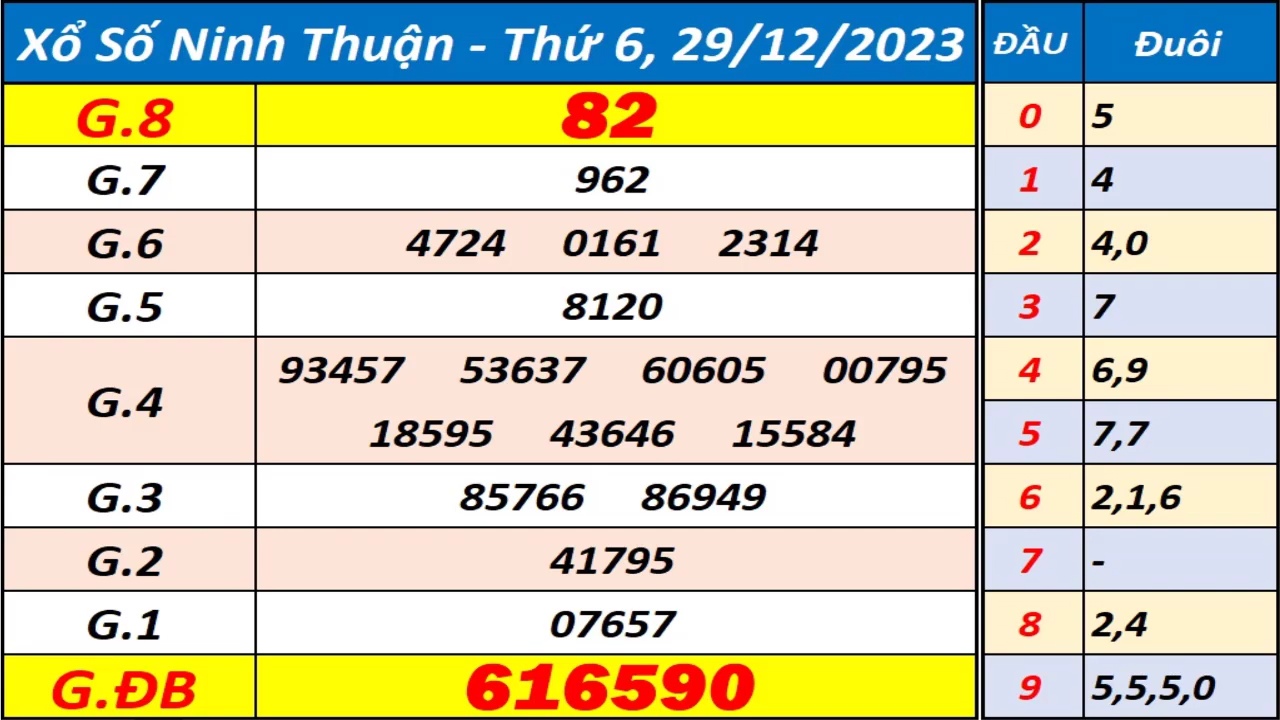 Xổ Số Ninh Thuận - Thứ 6, 29/12/2023
G.8 82
G.7 962
G.6 4724 0161 2314
G.5 8120
G.4 93457 53637 60605 00795
18595 43646 15584
G.3 85766 86949
G.2 41795
G.1 07657
G.ĐB 616590
ĐẦU Đuôi
0 5
1 4
2 4,0
3 7
4 6,9
5 7,7
6 2,1,6
7 -
8 2,4
9 5,5,5,0